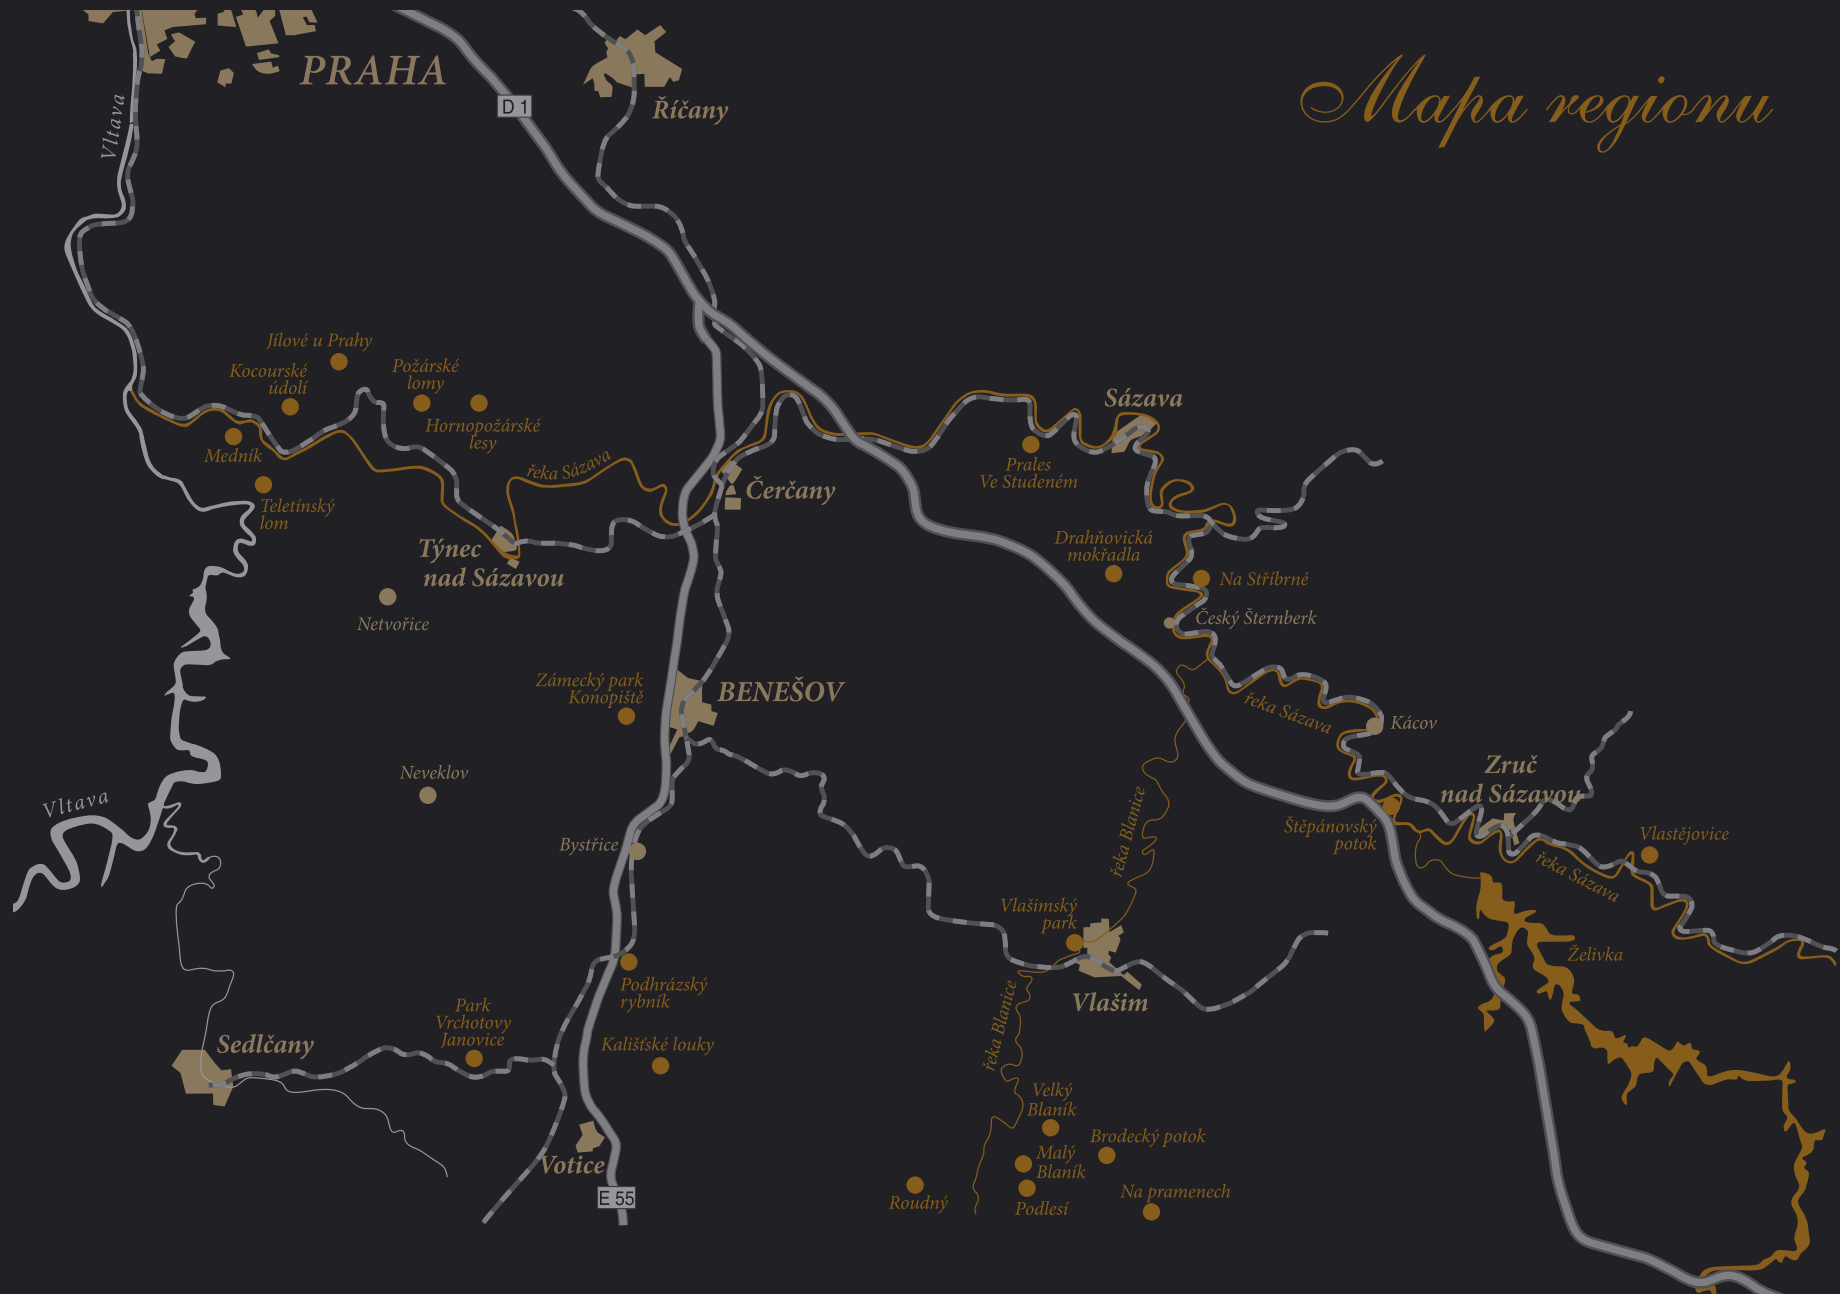 PRAHA
Mapa regionu
D 1
Říčany
Vltava
Jílové u Prahy
Kocourské
údolí
Požárské
lomy
Hornopožárské
lesy
Medník
Teletínský
lom
řeka Sázava
Čerčany
Sázava
Prales
Ve Studeném
Týnec
nad Sázavou
Netvořice
Drahňovická
mokřadla
Na Stříbrné
Český Šternberk
Zámecký park
Konopiště
BENEŠOV
řeka Sázava
Kácov
Neveklov
Vltava
Zruč
nad Sázavou
Bystřice
řeka Blanice
Štěpánovský
potok
Vlastějovice
řeka Sázava
Vlašimský
park
Želivka
Podhrázský
rybník
Vlašim
Park
Vrchotovy
Janovice
řeka Blanice
Sedlčany
Kališťské louky
Velký
Blaník
Brodecký potok
Malý
Blaník
Votice
E 55
Roudný
Podlesí
Na pramenech